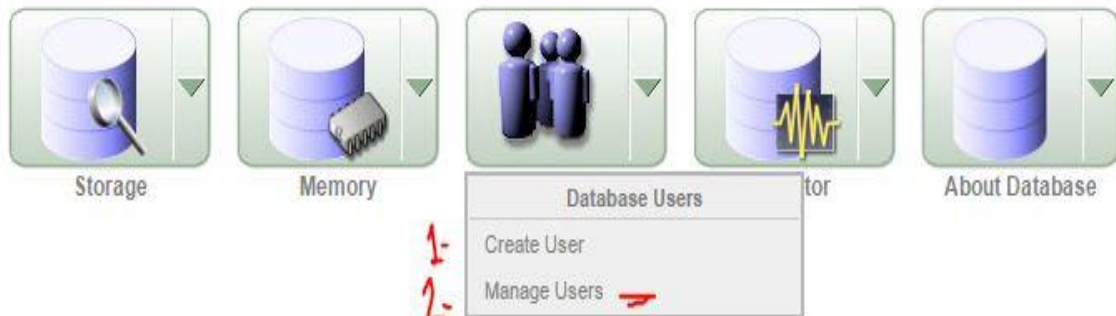 Storage
Memory
tor
About Database
Database Users
1- Create User
2- Manage Users